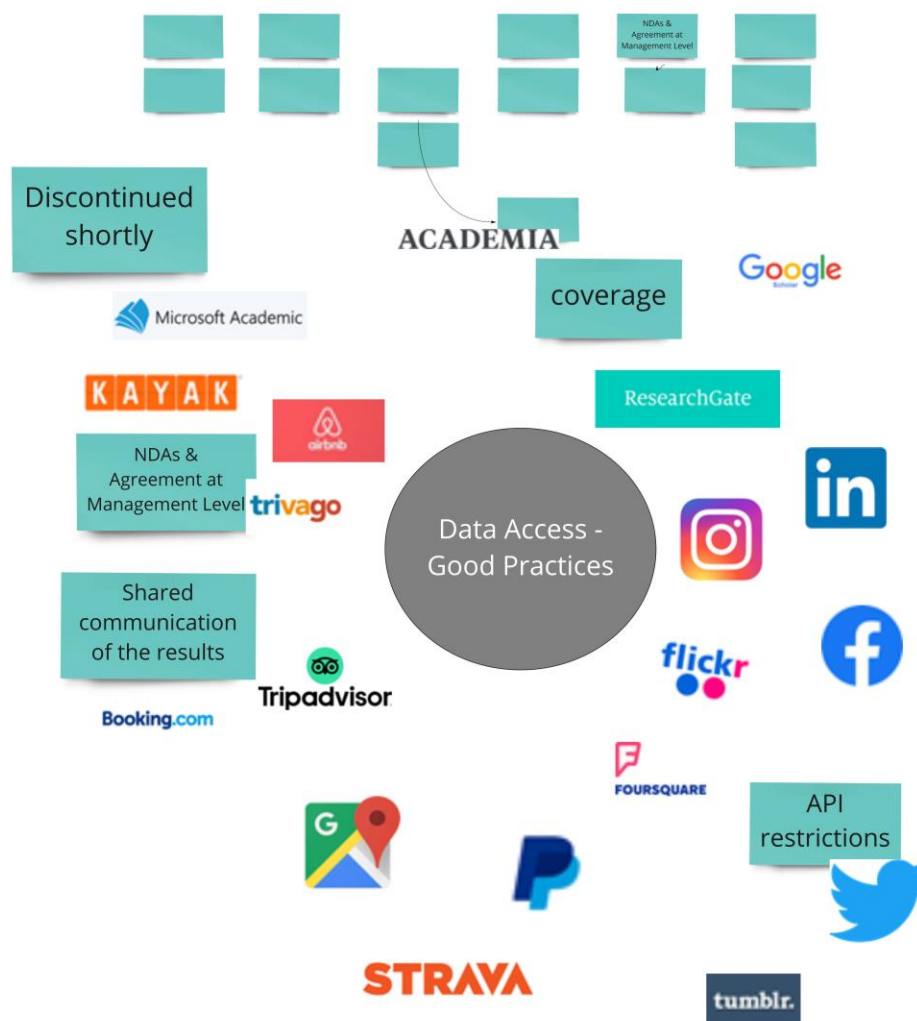 NDAs &
Agreement at
Management Level
Discontinued
shortly
ACADEMIA
coverage
Google
Scholar
Microsoft Academic
KAYAK
airbnb
ResearchGate
NDAs &
Agreement at
Management Level
trivago
in
Data Access -
Good Practices
Shared
communication
of the results
flickr
f
Tripadvisor
Booking.com
FOURSQUARE
API
restrictions
G
STRAVA
tumblr.